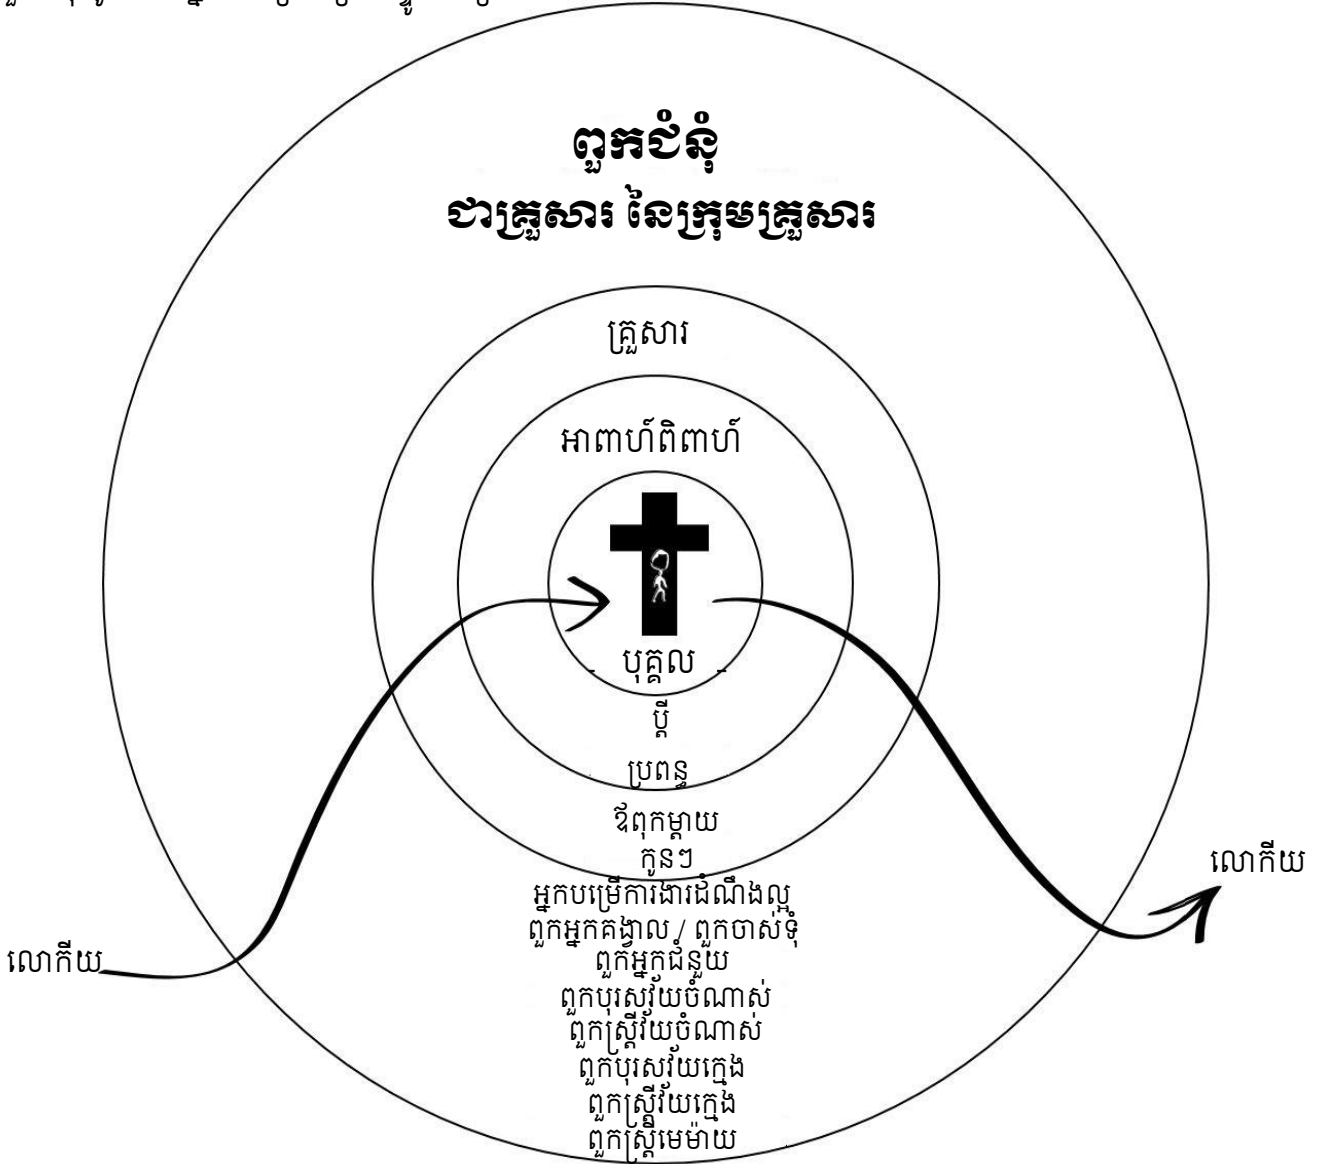 ពួកជំនុំ
ជាគ្រួសារ នៃក្រុមគ្រួសារ
គ្រួសារ
អាពាហ៍ពិពាហ៍
បុគ្គល
ប្តី
ប្រពន្ធ
ឪពុកម្តាយ
កូនៗ
អ្នកបម្រើការងារដំណឹងល្អ
ពួកអ្នកគង្វាល / ពួកចាស់ទុំ
ពួកអ្នកជំនួយ
ពួកបុរសវ័យចំណាស់
ពួកស្ត្រីវ័យចំណាស់
ពួកបុរសវ័យក្មេង
ពួកស្ត្រីវ័យក្មេង
ពួកស្ត្រីមេម៉ាយ
លោកីយ
លោកីយ